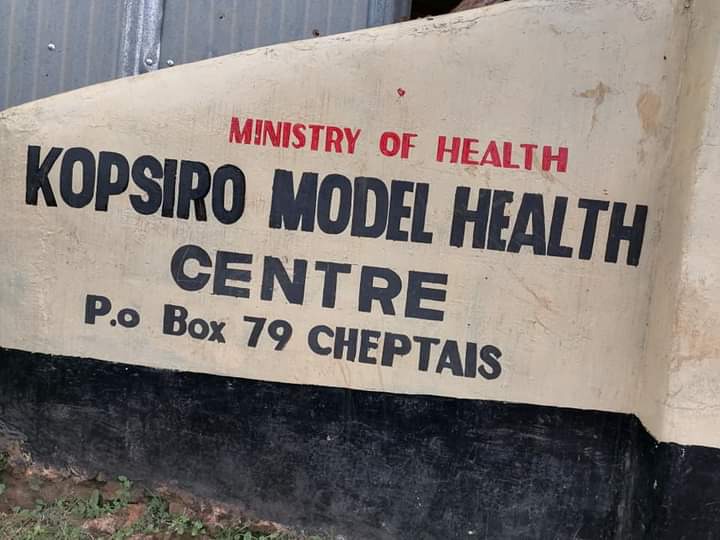 MINISTRY OF HEALTH
KOPSIRO MODEL HEALTH
CENTRE
P.o Box 79 CHEPTAIS